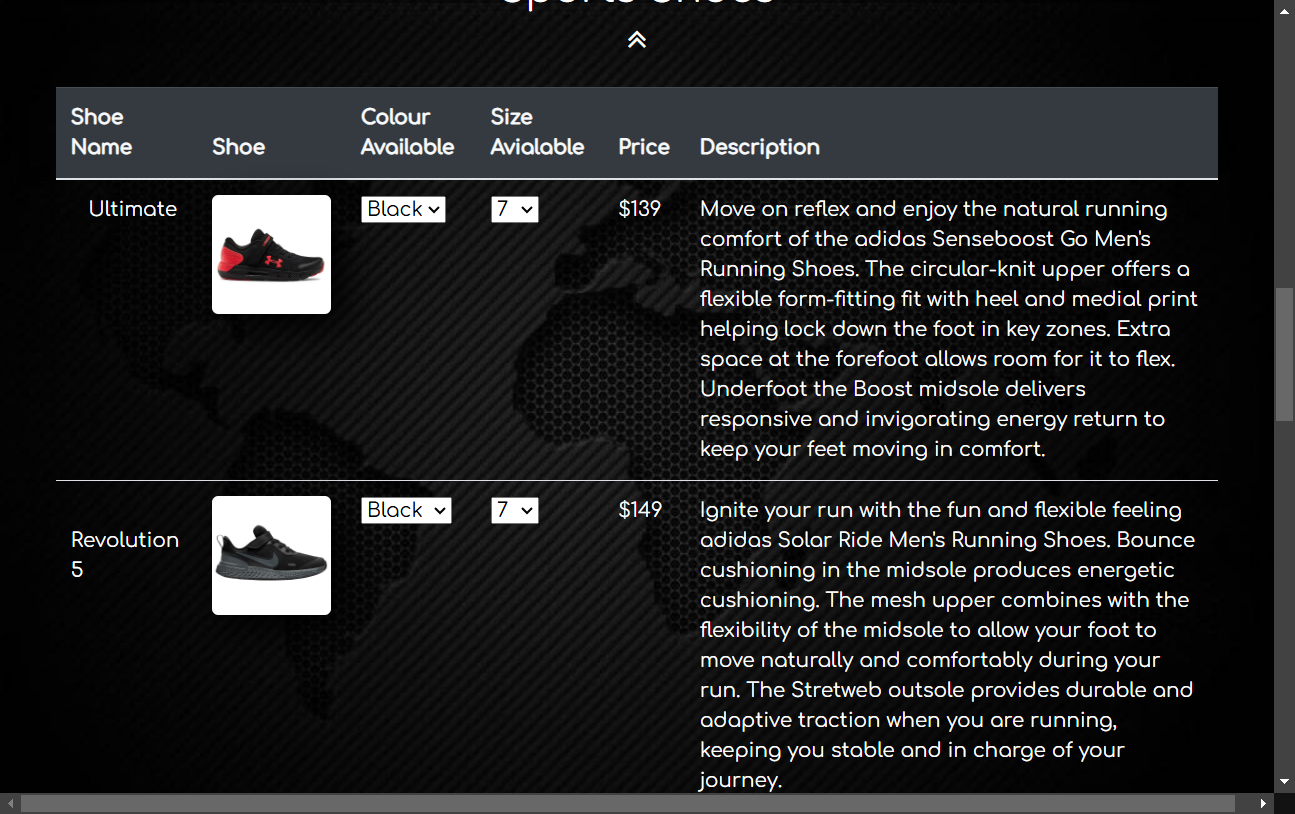 Sports Shoes
Shoe Name
Shoe
Colour Available
Size Avialable
Price
Description
Ultimate
Black
7
$139
Move on reflex and enjoy the natural running
comfort of the adidas Senseboost Go Men's
Running Shoes. The circular-knit upper offers a
flexible form-fitting fit with heel and medial print
helping lock down the foot in key zones. Extra
space at the forefoot allows room for it to flex.
Underfoot the Boost midsole delivers
responsive and invigorating energy return to
keep your feet moving in comfort.
Revolution
5
Black
7
$149
Ignite your run with the fun and flexible feeling
adidas Solar Ride Men's Running Shoes. Bounce
cushioning in the midsole produces energetic
cushioning. The mesh upper combines with the
flexibility of the midsole to allow your foot to
move naturally and comfortably during your
run. The Stretweb outsole provides durable and
adaptive traction when you are running,
keeping you stable and in charge of your
journey.